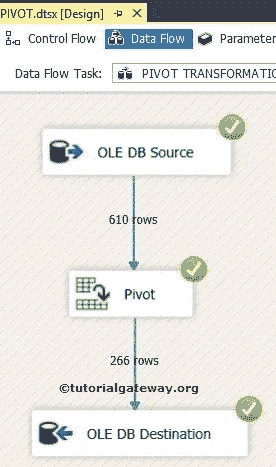 PIVOT.dtsx [Design]
Control Flow
Data Flow
Parameter
Data Flow Task:
PIVOT TRANSFORMATIC
OLE DB Source
610 rows
Pivot
266 rows
©tutorialgateway.org
OLE DB Destination